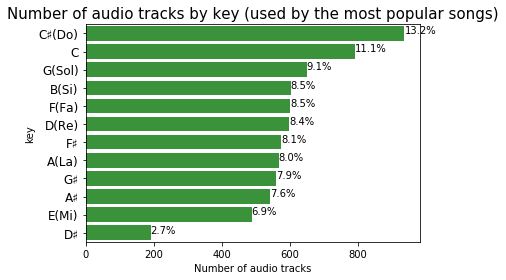 Number of audio tracks by key (used by the most popular songs)
C♯(Do) 13.2%
C 11.1%
G(Sol) 9.1%
B(Si) 8.5%
F(Fa) 8.5%
D(Re) 8.4%
F♯ 8.1%
A(La) 8.0%
G♯ 7.9%
A♯ 7.6%
E(Mi) 6.9%
D♯ 2.7%
key
0 200 400 600 800
Number of audio tracks